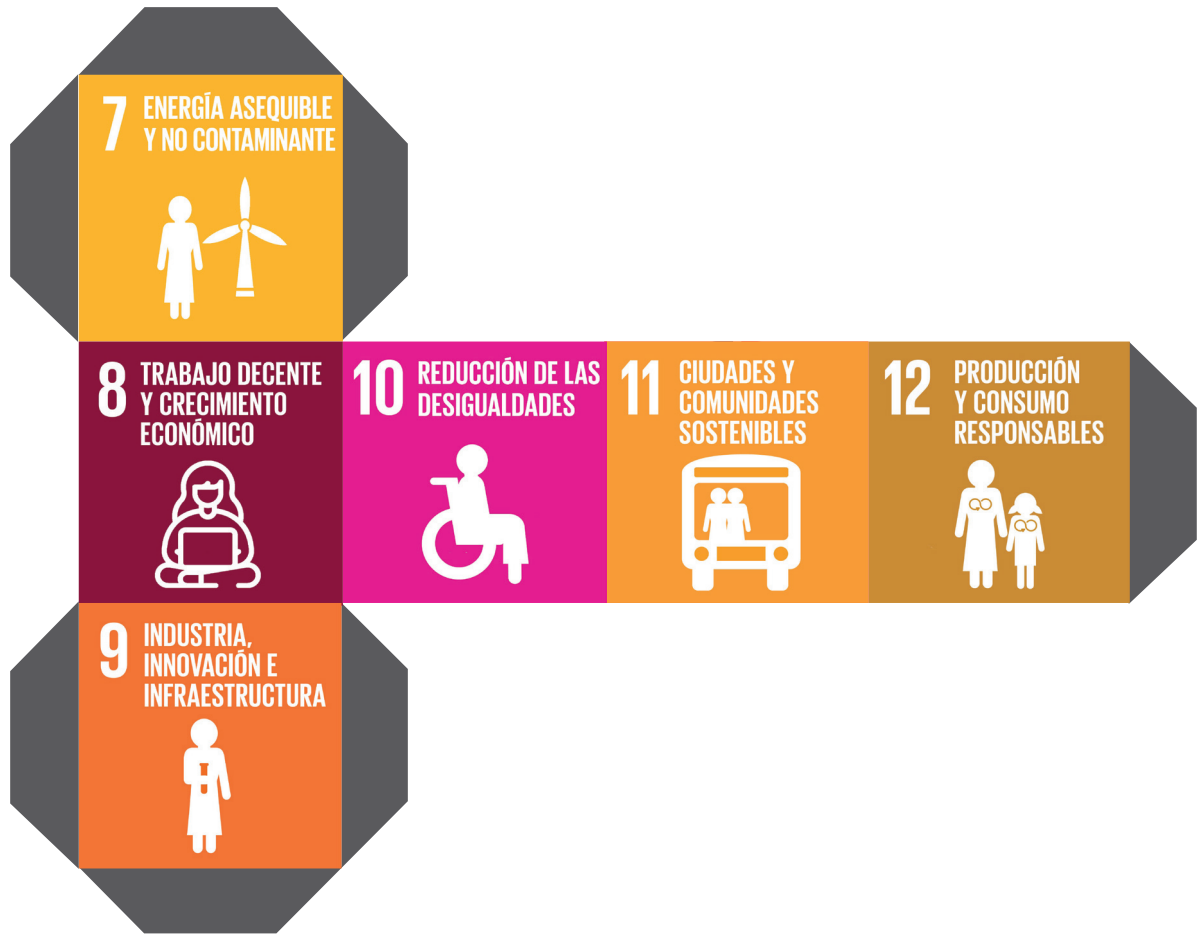 7 ENERGÍA ASEQUIBLE
Y NO CONTAMINANTE
8 TRABAJO DECENTE
Y CRECIMIENTO
ECONÓMICO
10 REDUCCIÓN DE LAS
DESIGUALDADES
11 CIUDADES Y
COMUNIDADES
SOSTENIBLES
12 PRODUCCIÓN
Y CONSUMO
RESPONSABLES
9 INDUSTRIA,
INNOVACIÓN E
INFRAESTRUCTURA